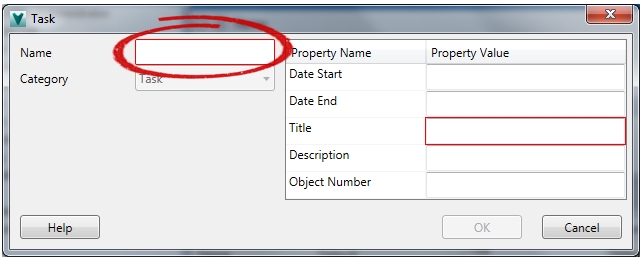 Task
Name
Category
Task
Property Name
Property Value
Date Start
Date End
Title
Description
Object Number
Help
OK
Cancel